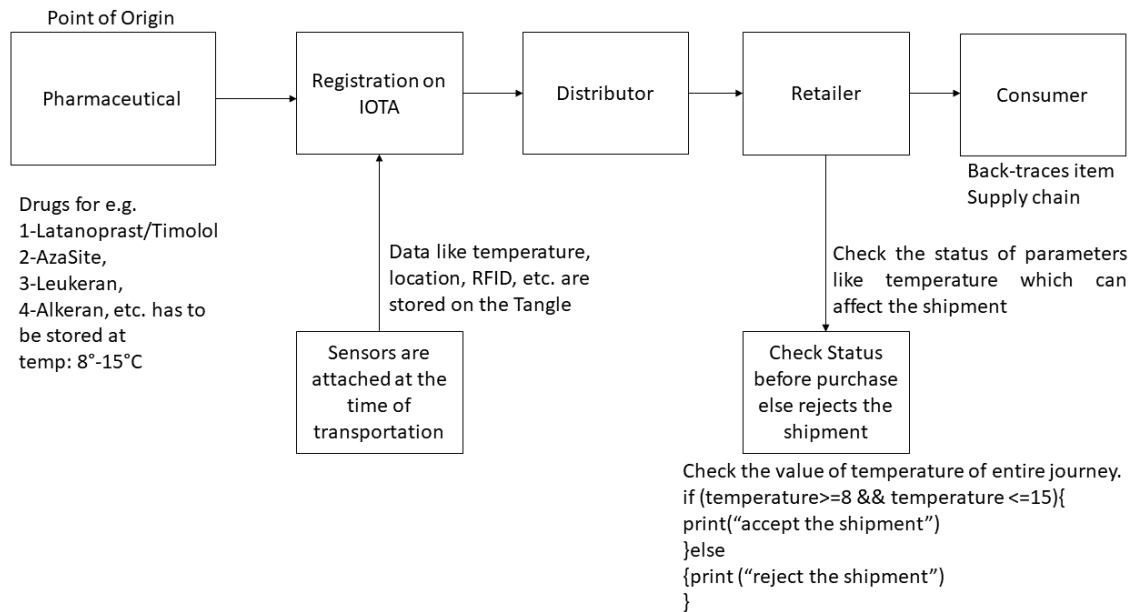 Point of Origin
Pharmaceutical
Registration on
IOTA
Distributor
Retailer
Consumer
Back-traces item
Supply chain
Drugs for e.g.
1-Latanoprast/Timolol
2-AzaSite,
3-Leukeran,
4-Alkeran, etc. has to
be stored at
temp: 8°-15°C
Data like temperature,
location, RFID, etc. are
stored on the Tangle
Check the status of parameters
like temperature which can
affect the shipment
Sensors are
attached at the
time of
transportation
Check Status
before purchase
else rejects the
shipment
Check the value of temperature of entire journey.
if (temperature>=8 && temperature <=15){
print(“accept the shipment”)
}else
{print (“reject the shipment”)
}